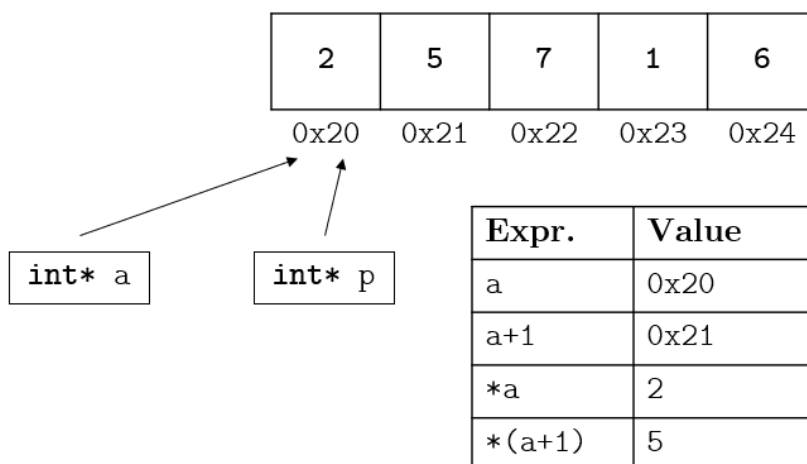 2 5 7 1 6
0x20 0x21 0x22 0x23 0x24
int* a int* p
Expr. Value
a 0x20
a+1 0x21
*a 2
*(a+1) 5